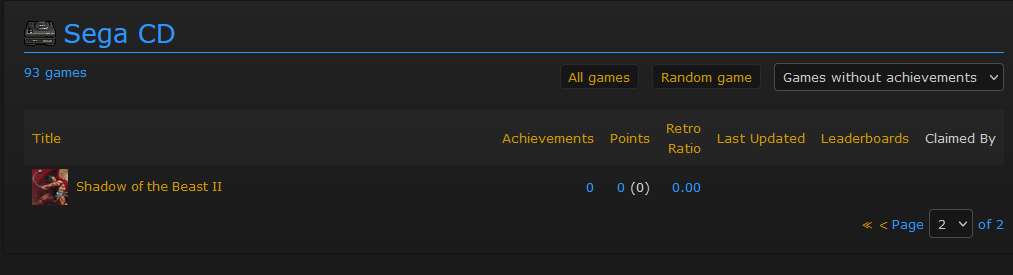 Sega CD
93 games
All games Random game Games without achievements
Title Achievements Points Retro Ratio Last Updated Leaderboards Claimed By
Shadow of the Beast II 0 0 (0) 0.00
≪ < Page 2 of 2